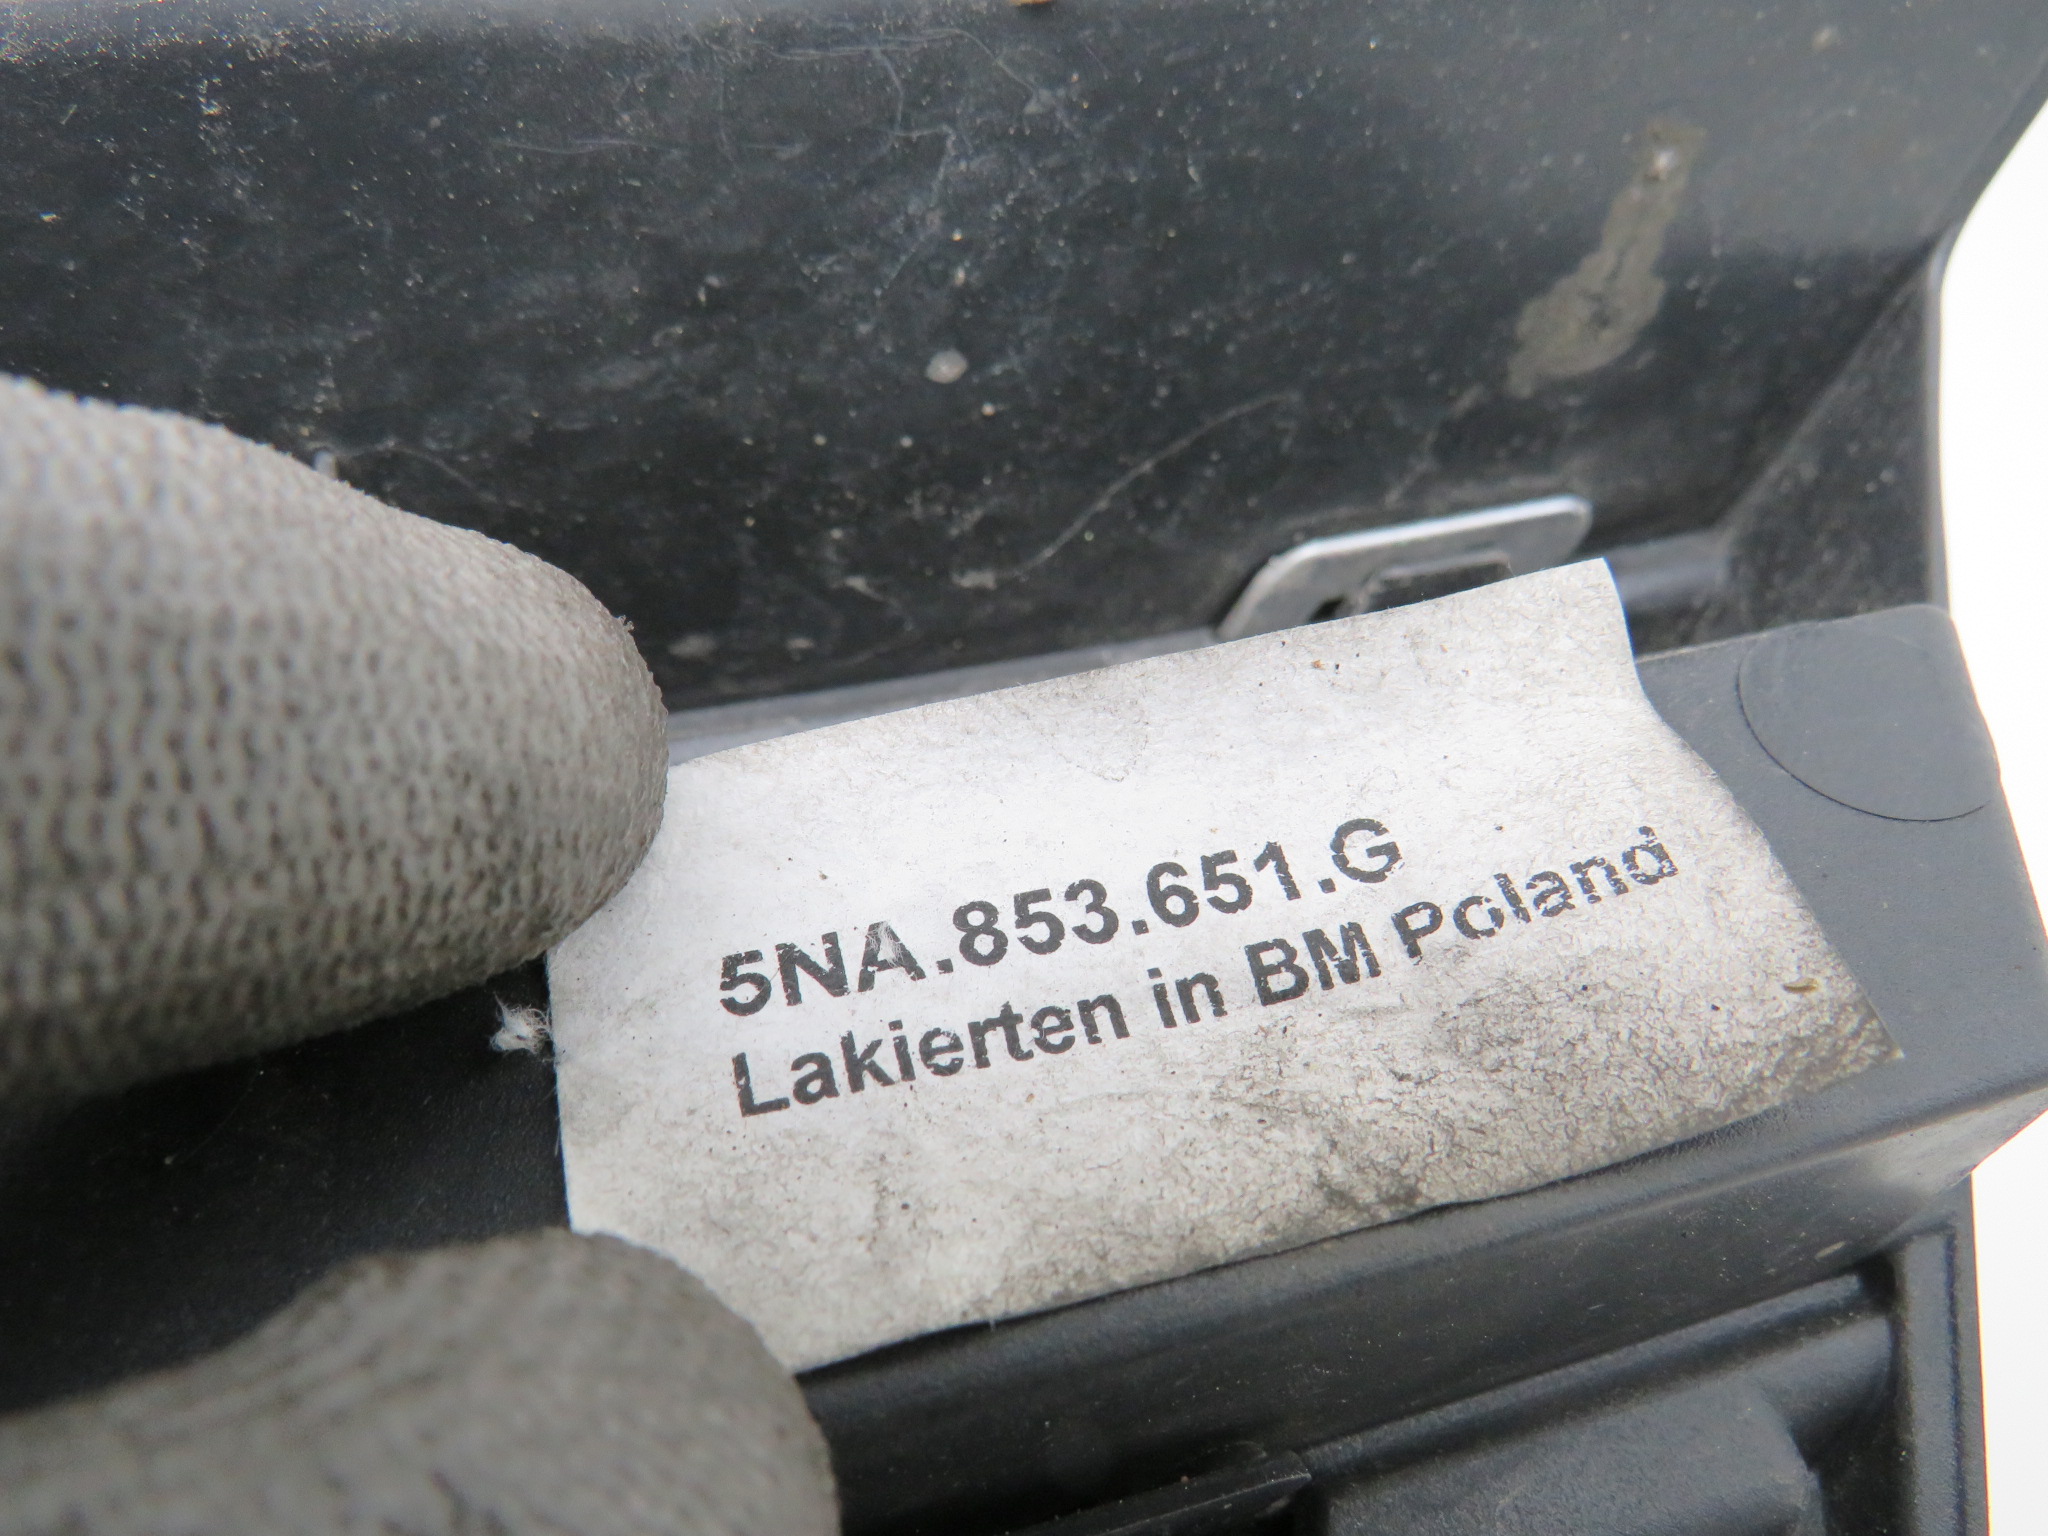 5NA.853.651.G
Lakierten in BM Poland